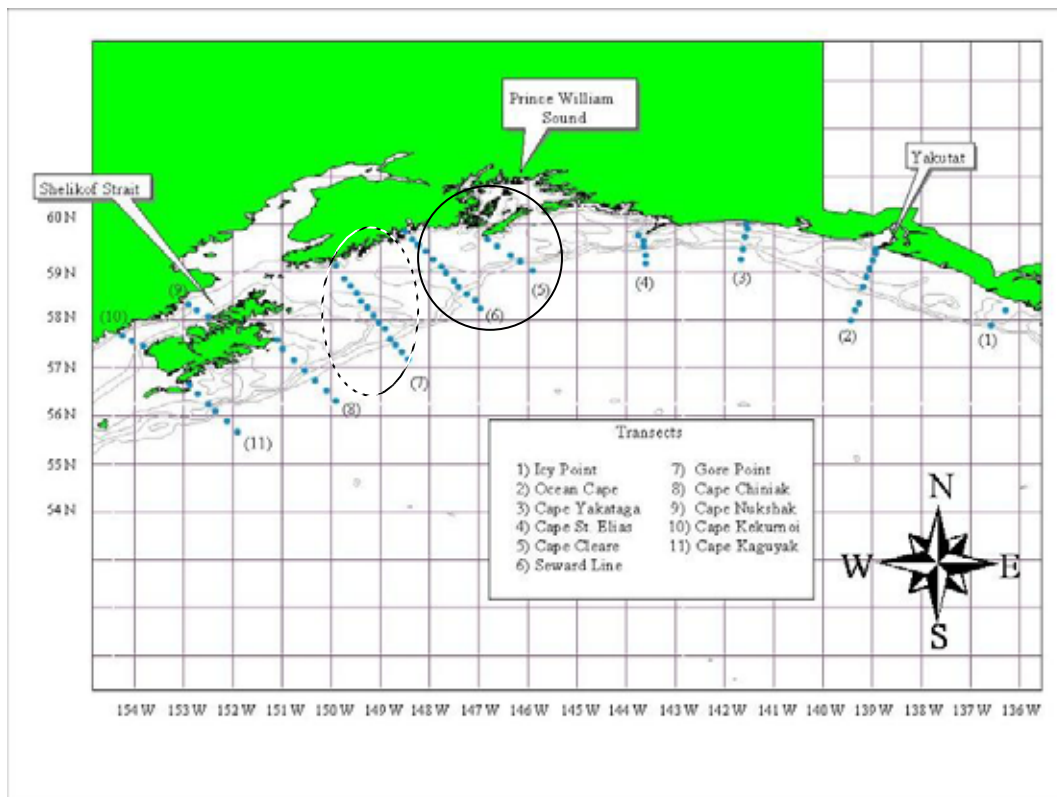 Prince William
Sound
Yakutat
Shelikof Strait
60 N
59 N
58 N
57 N
56 N
55 N
54 N
(9)
(10)
(11)
(8)
(7)
(6)
(5)
(4)
(3)
(2)
(1)
Transects
1) Icy Point
2) Ocean Cape
3) Cape Yakataga
4) Cape St. Elias
5) Cape Cleare
6) Seward Line
7) Gore Point
8) Cape Chiniak
9) Cape Nukshak
10) Cape Kekurnoi
11) Cape Kaguyak
N
W E
S
154 W 153 W 152 W 151 W 150 W 149 W 148 W 147 W 146 W 145 W 144 W 143 W 142 W 141 W 140 W 139 W 138 W 136 W 136 W